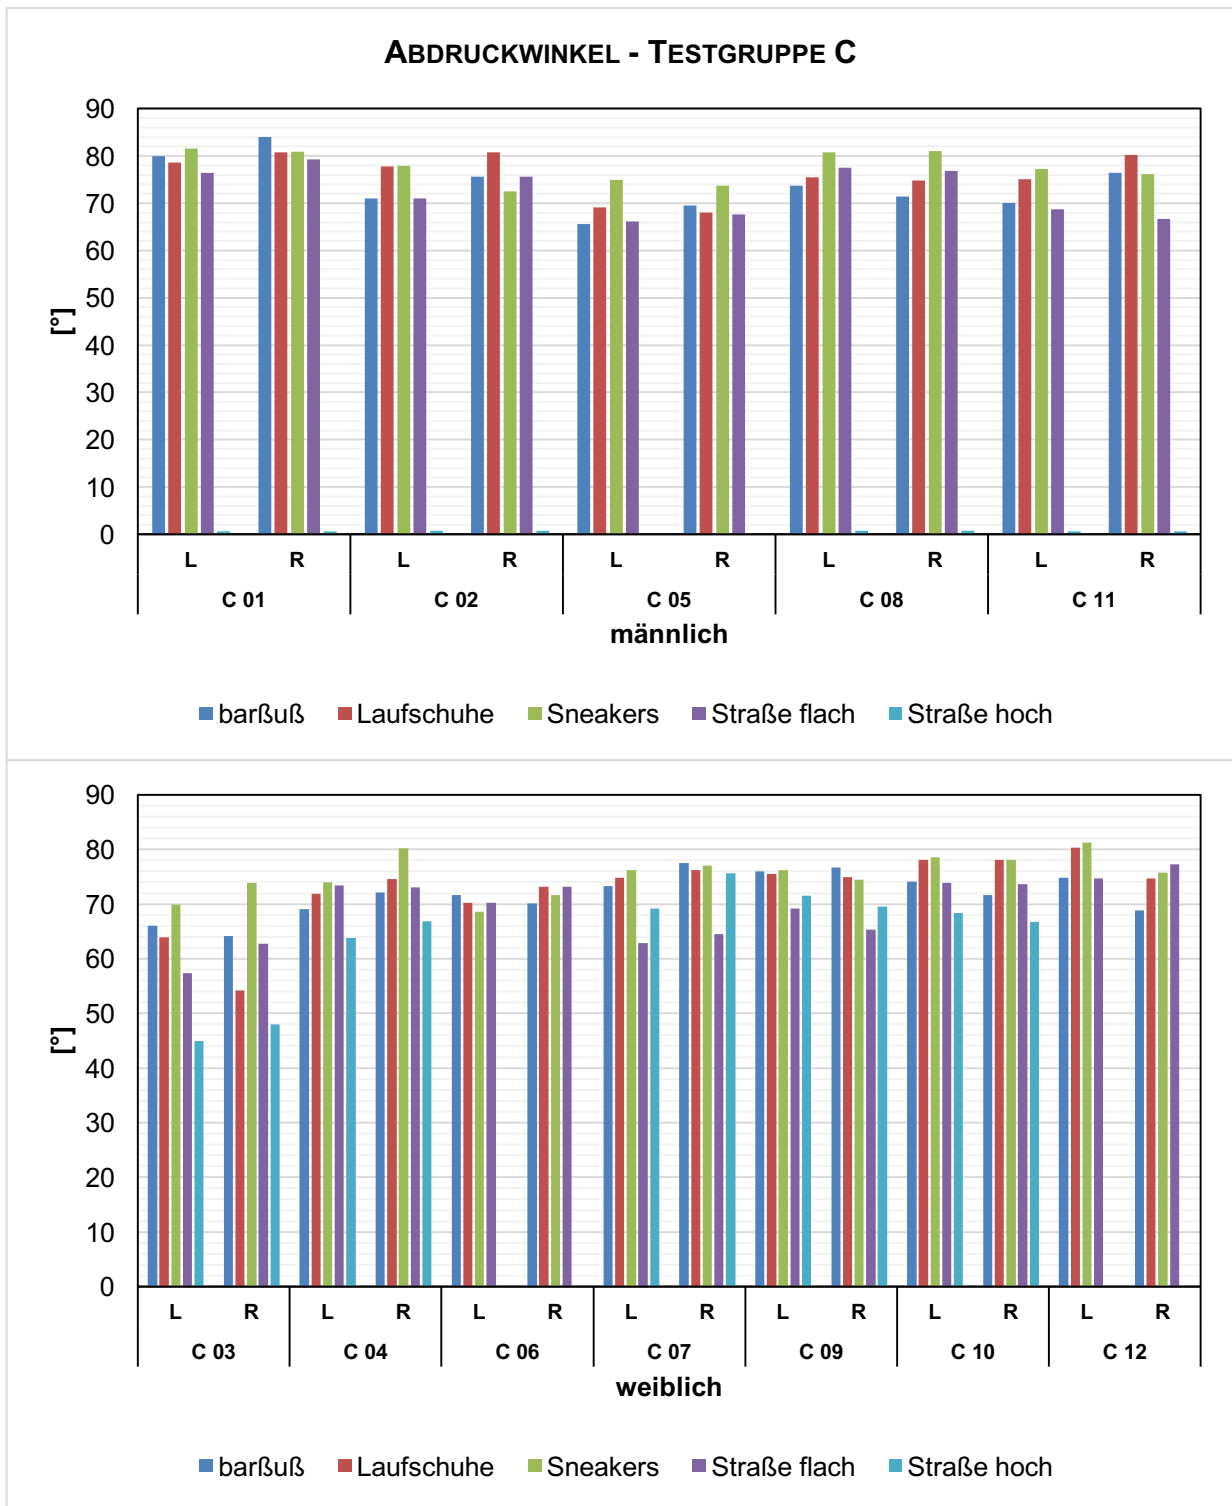 ABDRUCKWINKEL - TESTGRUPPE C
90
80
70
60
50
40
30
20
10
0
[°]
L R L R L R L R L R
C 01 C 02 C 05 C 08 C 11
männlich
barßuß Laufschuhe Sneakers Straße flach Straße hoch
90
80
70
60
50
40
30
20
10
0
[°]
L R L R L R L R L R L R L R
C 03 C 04 C 06 C 07 C 09 C 10 C 12
weiblich
barßuß Laufschuhe Sneakers Straße flach Straße hoch